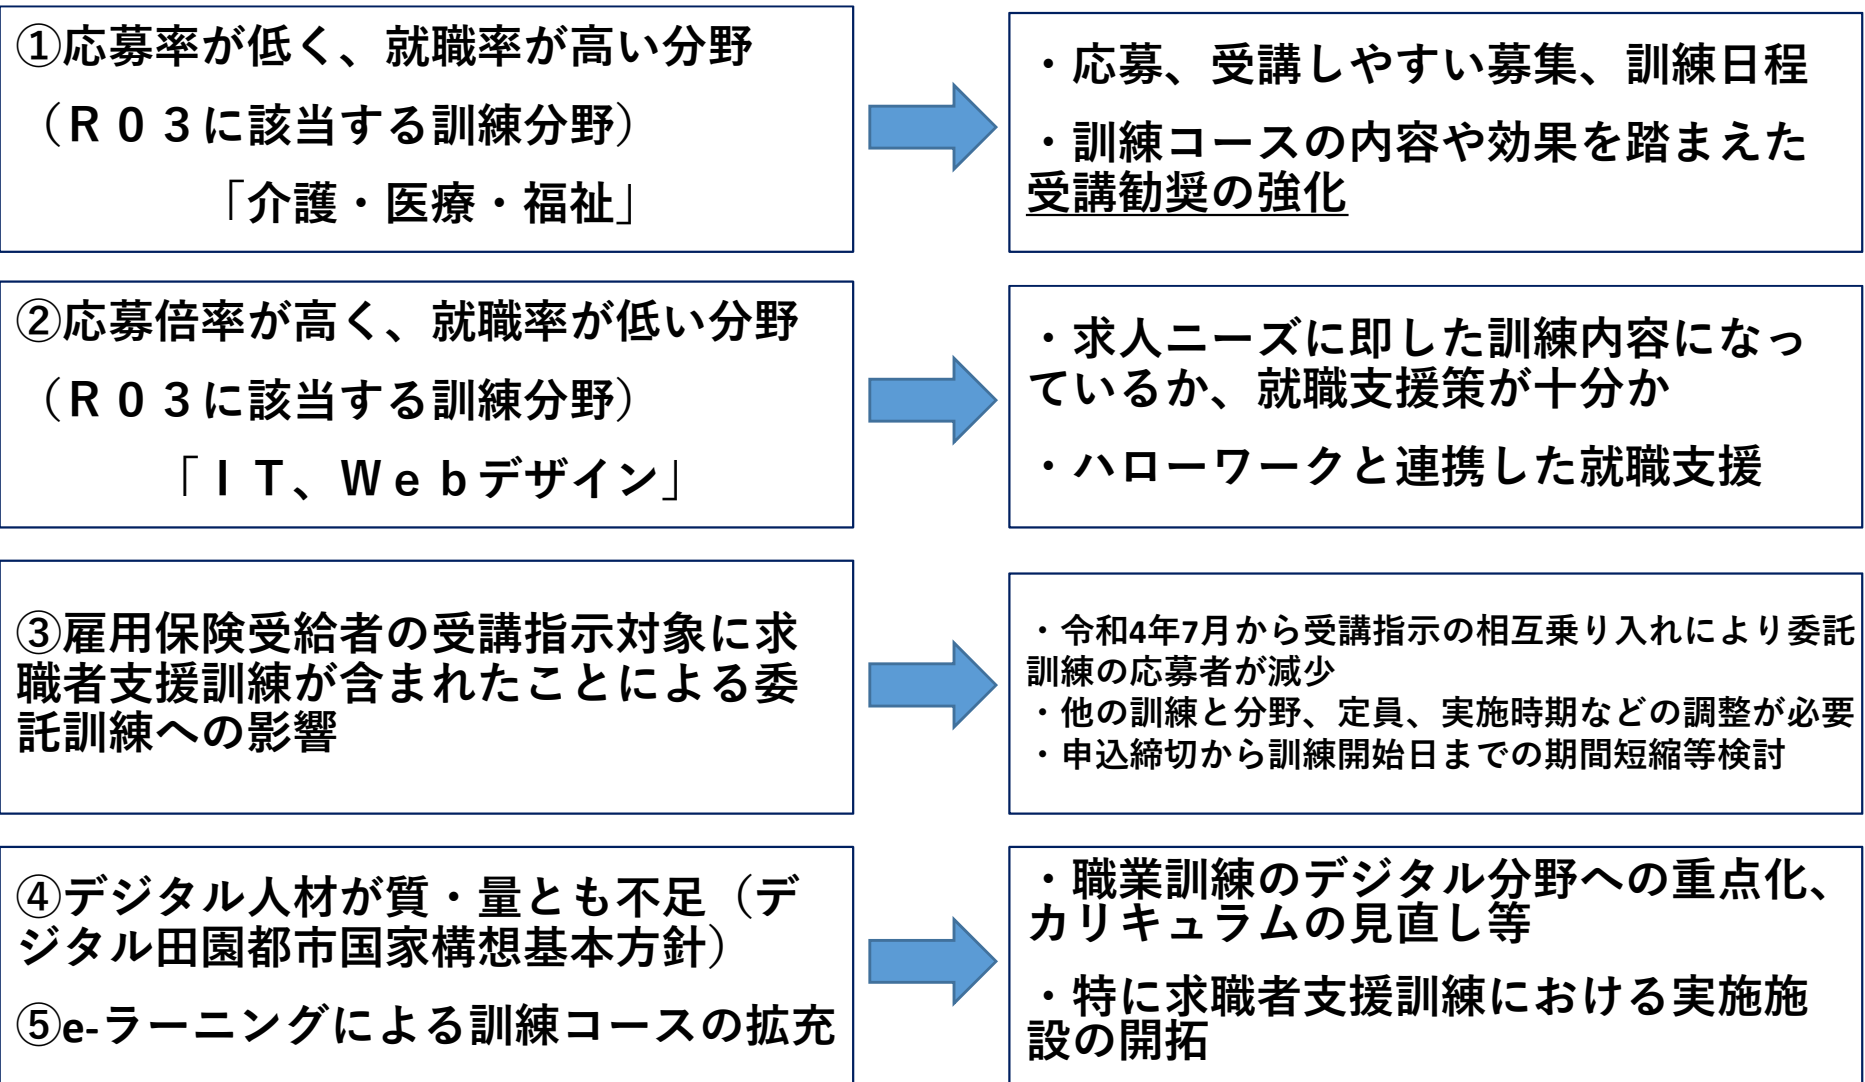 ①応募率が低く、就職率が高い分野
（Ｒ０３に該当する訓練分野）
「介護・医療・福祉」
・応募、受講しやすい募集、訓練日程
・訓練コースの内容や効果を踏まえた
受講勧奨の強化
②応募倍率が高く、就職率が低い分野
（Ｒ０３に該当する訓練分野）
「ＩＴ、Ｗｅｂデザイン」
・求人ニーズに即した訓練内容になっ
ているか、就職支援策が十分か
・ハローワークと連携した就職支援
③雇用保険受給者の受講指示対象に求
職者支援訓練が含まれたことによる委
託訓練への影響
・令和4年7月から受講指示の相互乗り入れにより委託
訓練の応募者が減少
・他の訓練と分野、定員、実施時期などの調整が必要
・申込締切から訓練開始日までの期間短縮等検討
④デジタル人材が質・量とも不足（デ
ジタル田園都市国家構想基本方針）
⑤e-ラーニングによる訓練コースの拡充
・職業訓練のデジタル分野への重点化、
カリキュラムの見直し等
・特に求職者支援訓練における実施施
設の開拓